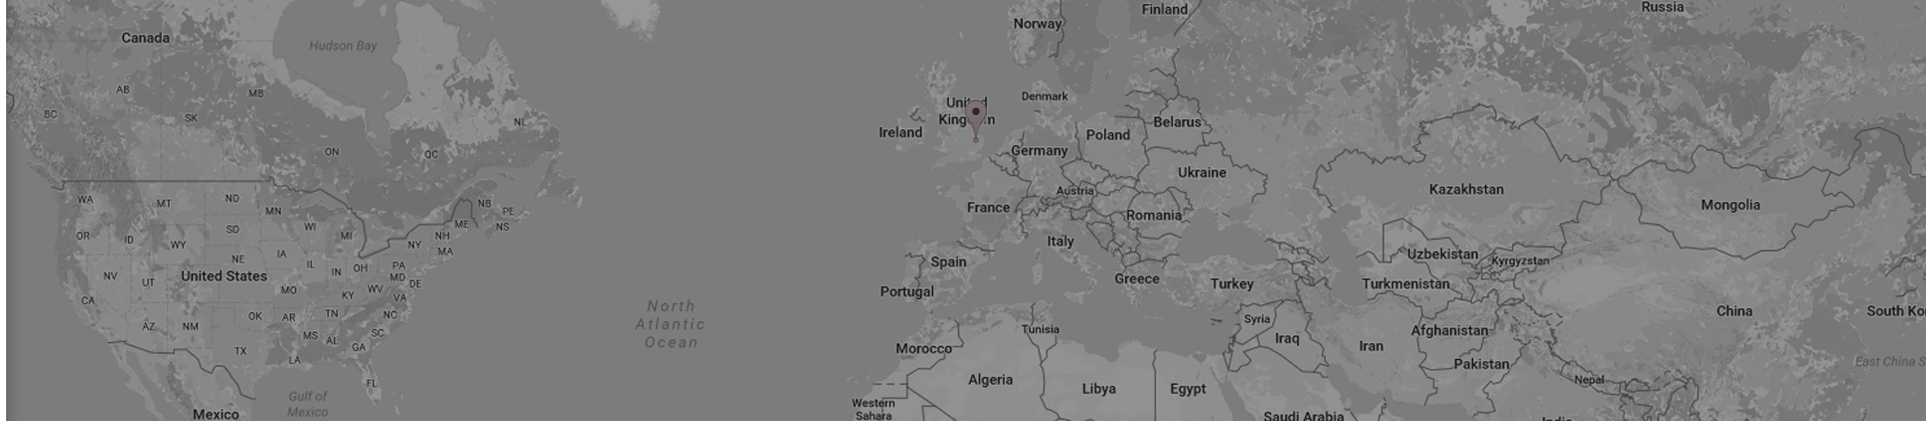 Canada
Hudson Bay
Norway
Finland
Russia
AB
MB
BC
SK
NL
ON
QC
United
Kingdom
Denmark
Ireland
Belarus
Poland
Germany
Ukraine
Kazakhstan
Mongolia
Austria
France
Romania
Italy
WA
MT
ND
MN
NB
PE
NS
ME
OR
ID
WY
SD
WI
MI
NH
NY
MA
NV
UT
NE
IA
IL
IN
OH
PA
MD
DE
United States
CA
MO
KY
WV
VA
AZ
NM
OK
AR
TN
NC
MS
AL
SC
GA
TX
LA
FL
Mexico
Gulf of
Mexico
North
Atlantic
Ocean
Spain
Portugal
Greece
Turkey
Uzbekistan
Kyrgyzstan
Turkmenistan
China
Tunisia
Syria
Iraq
Iran
Afghanistan
Pakistan
Morocco
Algeria
Libya
Egypt
Western
Sahara
Saudi Arabia
Nepal
South Ko
East China S